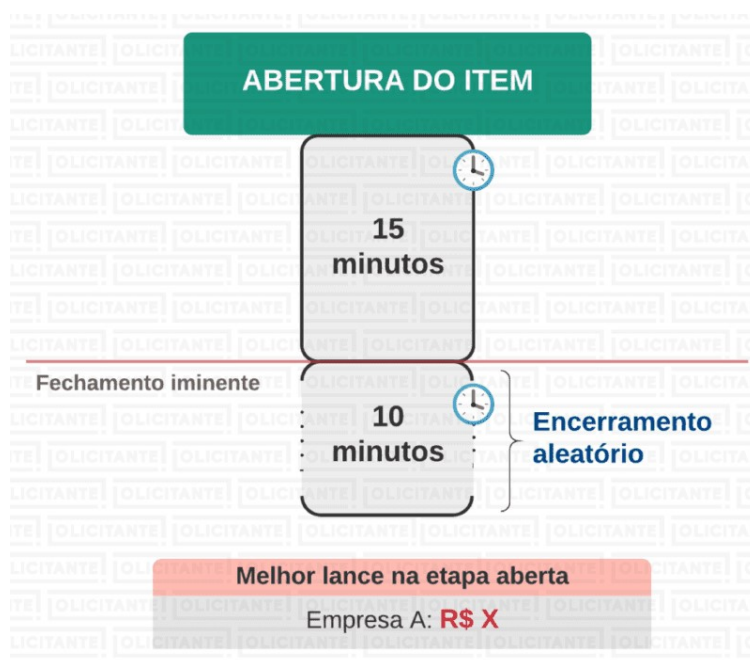 ABERTURA DO ITEM
15
minutos
Fechamento iminente
10
minutos
Encerramento
aleatório
Melhor lance na etapa aberta
Empresa A: R$ X